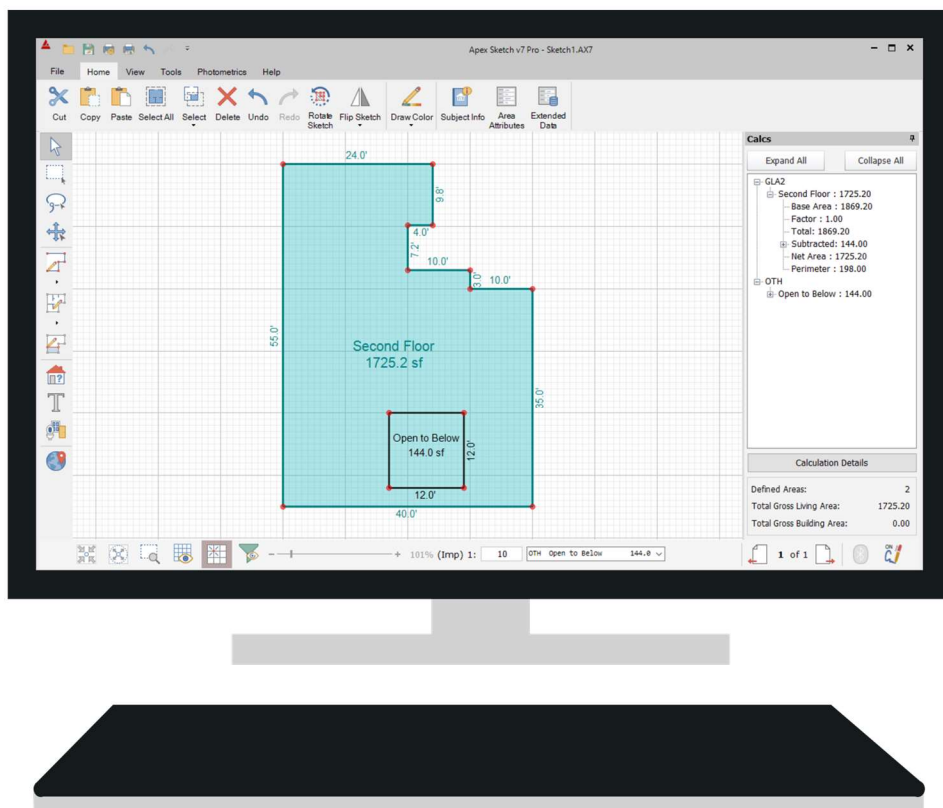 Apex Sketch v7 Pro - Sketch1.AX7
File Home View Tools Photometrics Help
Cut Copy Paste Select All Select Delete Undo Redo Rotate Sketch Flip Sketch Draw Color Subject Info Area Attributes Extended Data
Calcs
Expand All Collapse All
GLA2
Second Floor : 1725.20
Base Area : 1869.20
Factor : 1.00
Total: 1869.20
Subtracted: 144.00
Net Area : 1725.20
Perimeter : 198.00
OTH
Open to Below : 144.00
24.0'
9.8'
4.0'
7.2'
10.0'
3.0'
10.0'
55.0'
Second Floor
1725.2 sf
35.0'
Open to Below
144.0 sf
12.0'
12.0'
40.0'
Calculation Details
Defined Areas: 2
Total Gross Living Area: 1725.20
Total Gross Building Area: 0.00
- + 101% (Imp) 1: 10 OTH Open to Below 144.0
1 of 1
ON